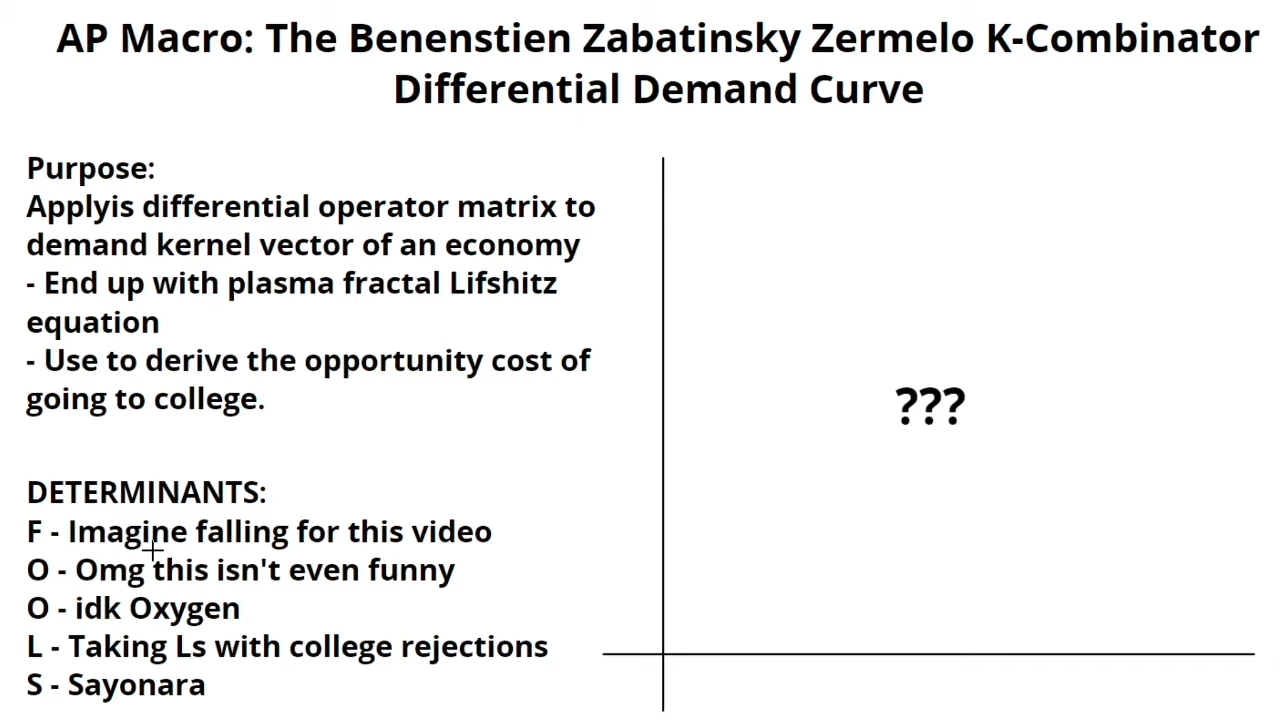 AP Macro: The Benenstien Zabatinsky Zermelo K-Combinator
Differential Demand Curve
Purpose:
Applyis differential operator matrix to
demand kernel vector of an economy
- End up with plasma fractal Lifshitz
equation
- Use to derive the opportunity cost of
going to college.
DETERMINANTS:
F - Imagine falling for this video
O - Omg this isn't even funny
O - idk Oxygen
L - Taking Ls with college rejections
S - Sayonara
???